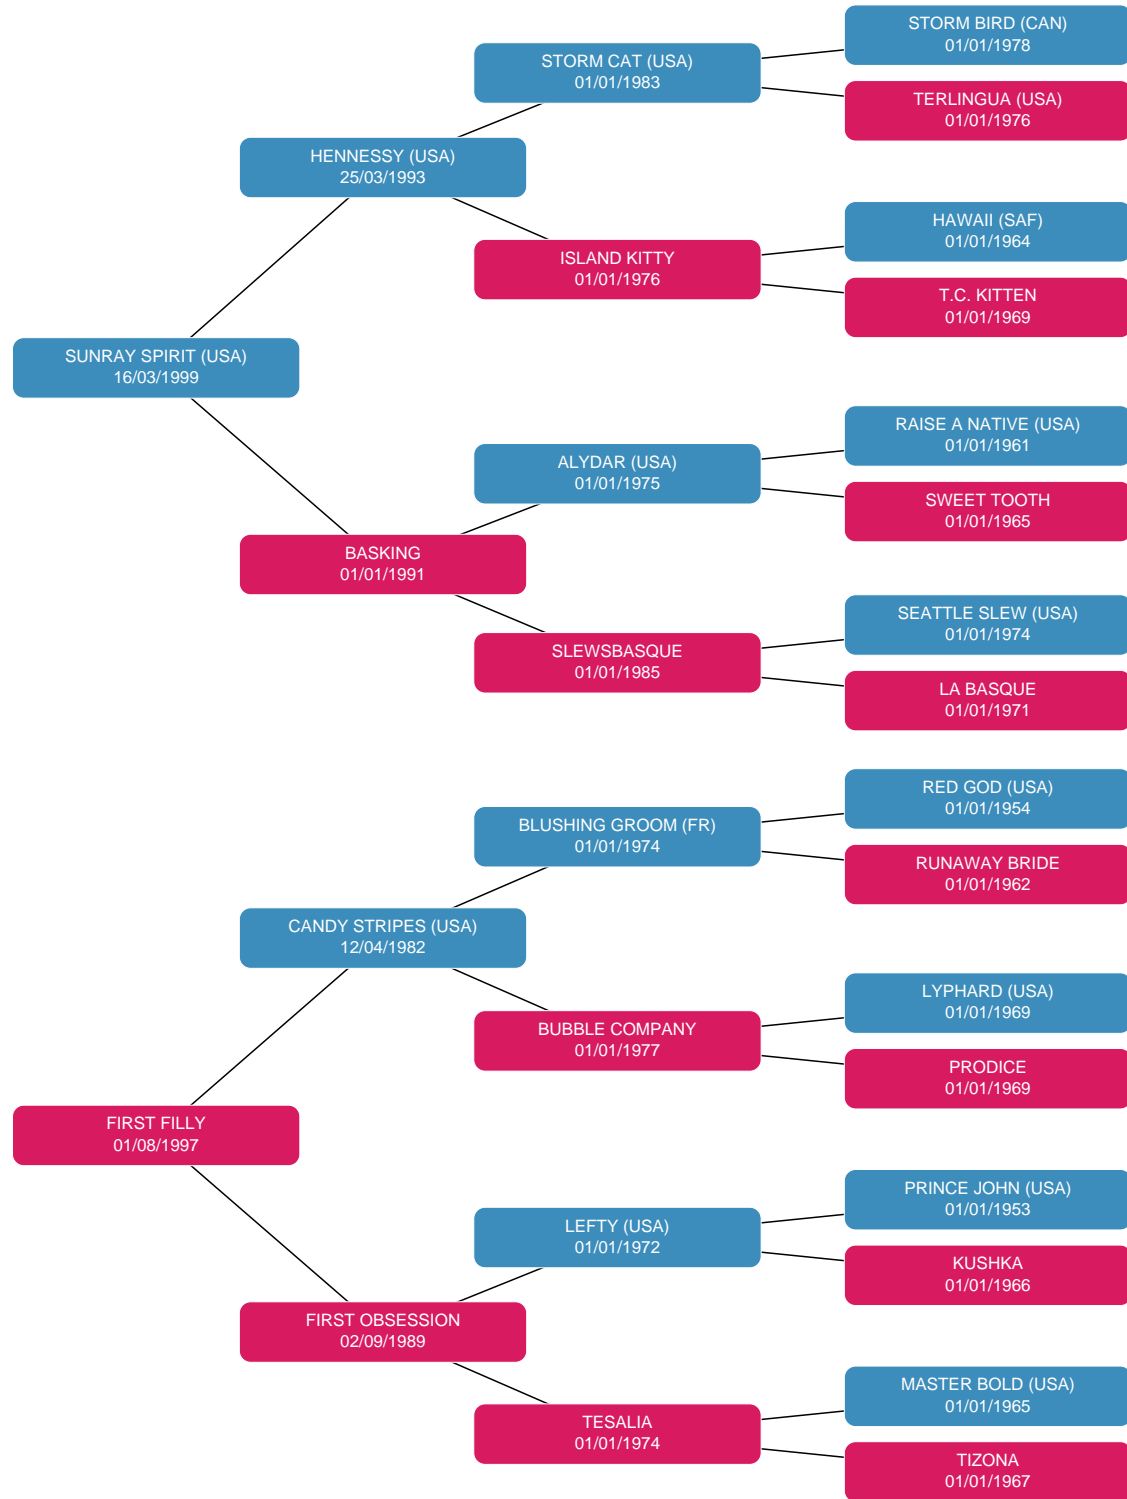 STORM BIRD (CAN)
01/01/1978
STORM CAT (USA)
01/01/1983
TERLINGUA (USA)
01/01/1976
HENNESSY (USA)
25/03/1993
HAWAII (SAF)
01/01/1964
ISLAND KITTY
01/01/1976
T.C. KITTEN
01/01/1969
SUNRAY SPIRIT (USA)
16/03/1999
RAISE A NATIVE (USA)
01/01/1961
ALYDAR (USA)
01/01/1975
SWEET TOOTH
01/01/1965
BASKING
01/01/1991
SEATTLE SLEW (USA)
01/01/1974
SLEWSBASQUE
01/01/1985
LA BASQUE
01/01/1971
RED GOD (USA)
01/01/1954
BLUSHING GROOM (FR)
01/01/1974
RUNAWAY BRIDE
01/01/1962
CANDY STRIPES (USA)
12/04/1982
LYPHARD (USA)
01/01/1969
BUBBLE COMPANY
01/01/1977
PRODICE
01/01/1969
FIRST FILLY
01/08/1997
PRINCE JOHN (USA)
01/01/1953
LEFTY (USA)
01/01/1972
KUSHKA
01/01/1966
FIRST OBSESSION
02/09/1989
MASTER BOLD (USA)
01/01/1965
TESALIA
01/01/1974
TIZONA
01/01/1967